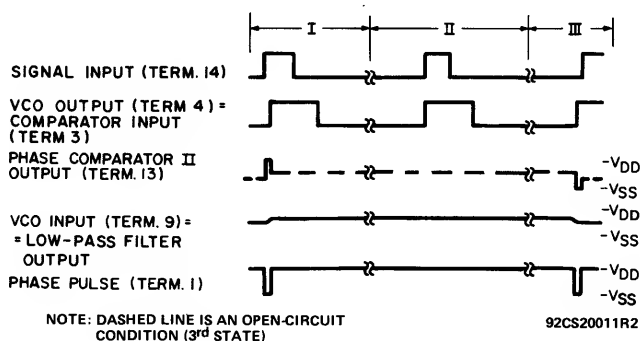 I II III
SIGNAL INPUT (TERM. 14)
VCO OUTPUT (TERM 4) =
COMPARATOR INPUT
(TERM 3)
PHASE COMPARATOR II
OUTPUT (TERM. 13)
-VDD
-VSS
VCO INPUT (TERM. 9) =
= LOW-PASS FILTER
OUTPUT
-VDD
-VSS
PHASE PULSE (TERM. 1)
-VDD
-VSS
NOTE: DASHED LINE IS AN OPEN-CIRCUIT
CONDITION (3rd STATE)
92CS20011R2